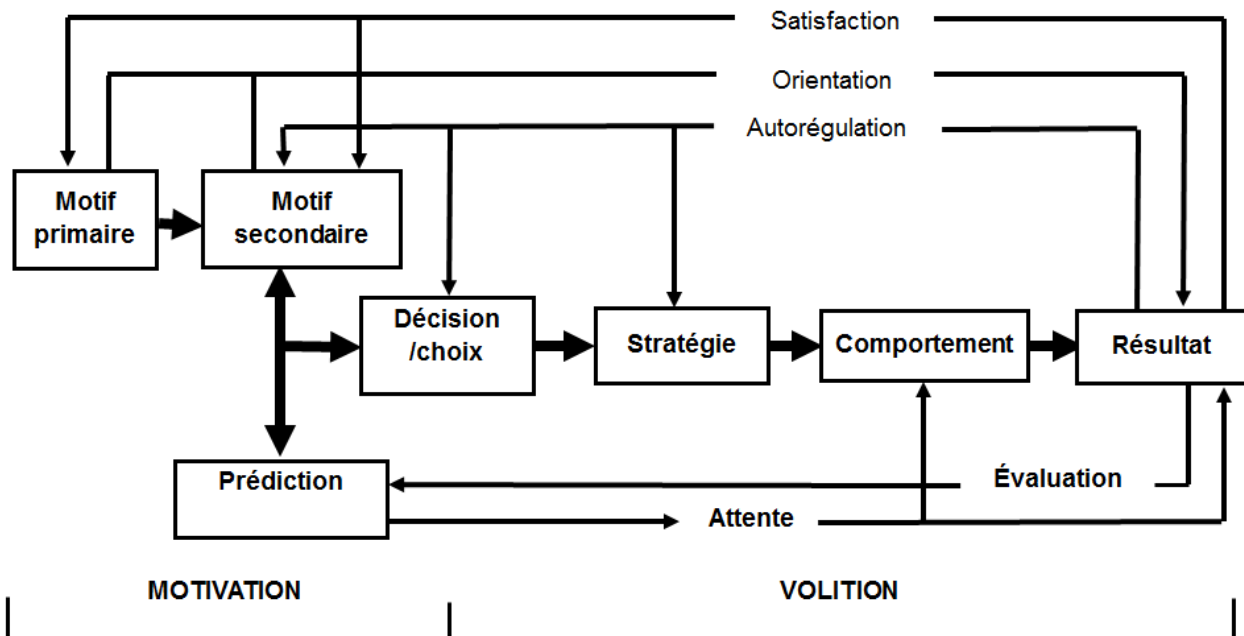 Satisfaction
Orientation
Autorégulation
Motif
primaire
Motif
secondaire
Décision
/choix
Stratégie
Comportement
Résultat
Prédiction
Évaluation
Attente
MOTIVATION
VOLITION